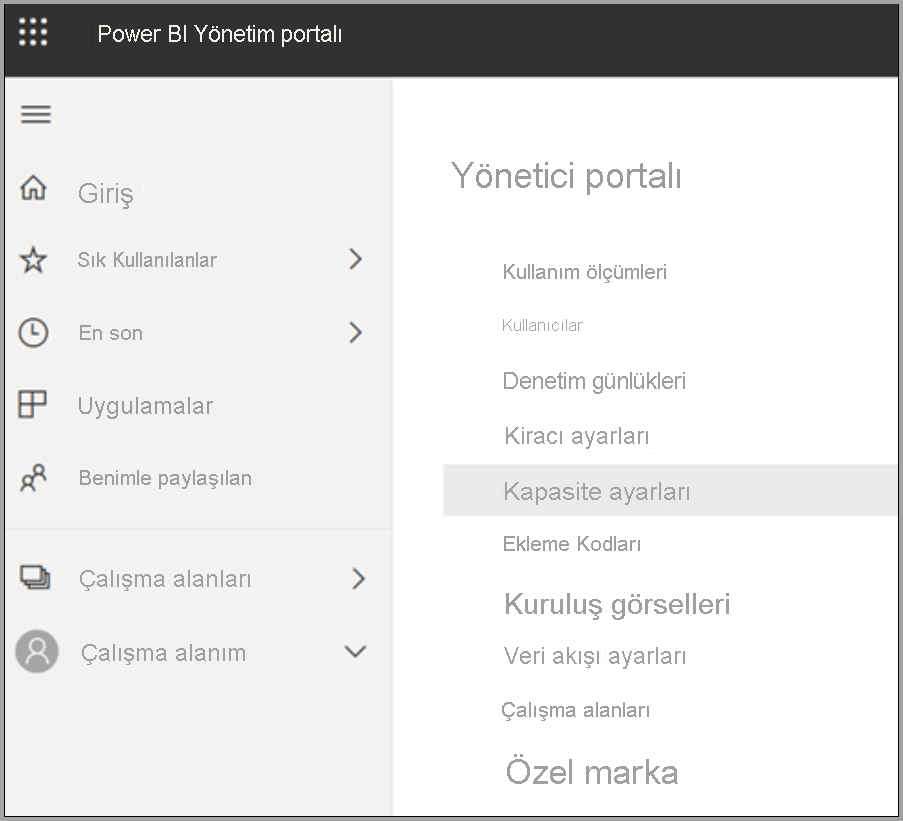 Power BI Yönetim portalı
Giriş
Sık Kullanılanlar
En son
Uygulamalar
Benimle paylaşılan
Çalışma alanları
Çalışma alanım
Yönetici portalı
Kullanım ölçümleri
Kullanıcılar
Denetim günlükleri
Kiracı ayarları
Kapasite ayarları
Ekleme Kodları
Kuruluş görselleri
Veri akışı ayarları
Çalışma alanları
Özel marka